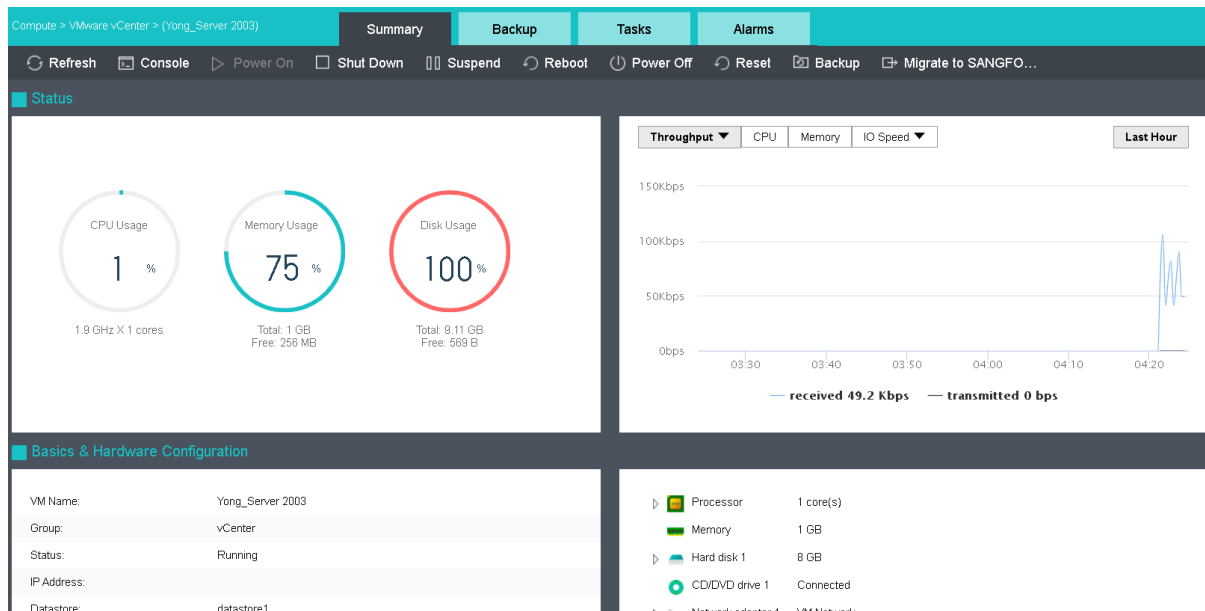 Compute > VMware vCenter > (Yong_Server 2003)
Summary
Backup
Tasks
Alarms
Refresh
Console
Power On
Shut Down
Suspend
Reboot
Power Off
Reset
Backup
Migrate to SANGFO...
Status
CPU Usage
1 %
1.9 GHz X 1 cores
Memory Usage
75 %
Total: 1 GB
Free: 256 MB
Disk Usage
100 %
Total: 9.11 GB
Free: 569 B
Throughput
CPU
Memory
IO Speed
Last Hour
150Kbps
100Kbps
50Kbps
0bps
03:30 03:40 03:50 04:00 04:10 04:20
received 49.2 Kbps transmitted 0 bps
Basics & Hardware Configuration
VM Name: Yong_Server 2003
Group: vCenter
Status: Running
IP Address:
Datastore: datastore1
Processor 1 core(s)
Memory 1 GB
Hard disk 1 8 GB
CD/DVD drive 1 Connected
Network adapter 1 VM Network